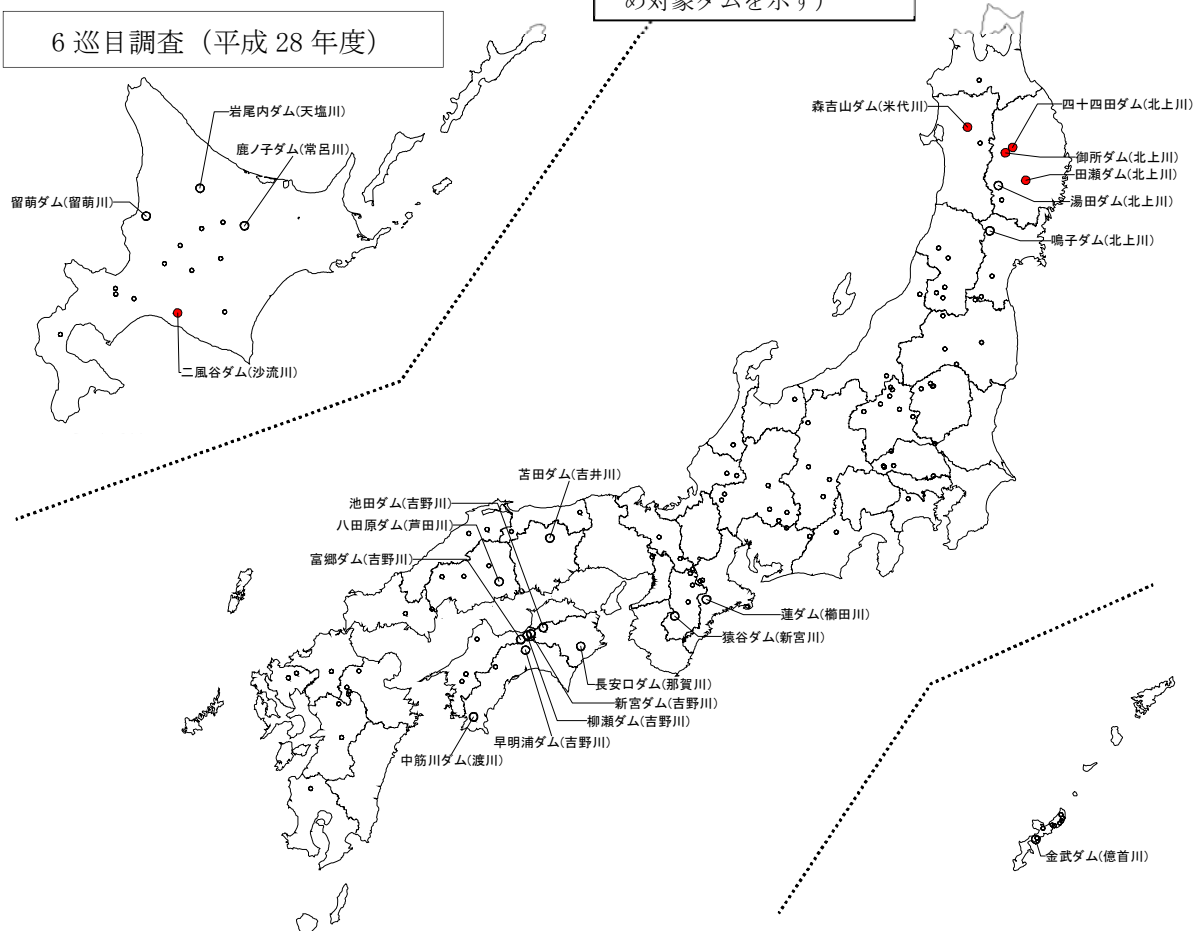 め対象ダムを示す）
6 巡目調査（平成 28 年度）
岩尾内ダム(天塩川)
鹿ノ子ダム(常呂川)
留萌ダム(留萌川)
二風谷ダム(沙流川)
森吉山ダム(米代川)
四十四田ダム(北上川)
御所ダム(北上川)
田瀬ダム(北上川)
湯田ダム(北上川)
鳴子ダム(北上川)
苫田ダム(吉井川)
池田ダム(吉野川)
八田原ダム(芦田川)
富郷ダム(吉野川)
蓮ダム(櫛田川)
猿谷ダム(新宮川)
長安口ダム(那賀川)
新宮ダム(吉野川)
柳瀬ダム(吉野川)
早明浦ダム(吉野川)
中筋川ダム(渡川)
金武ダム(億首川)